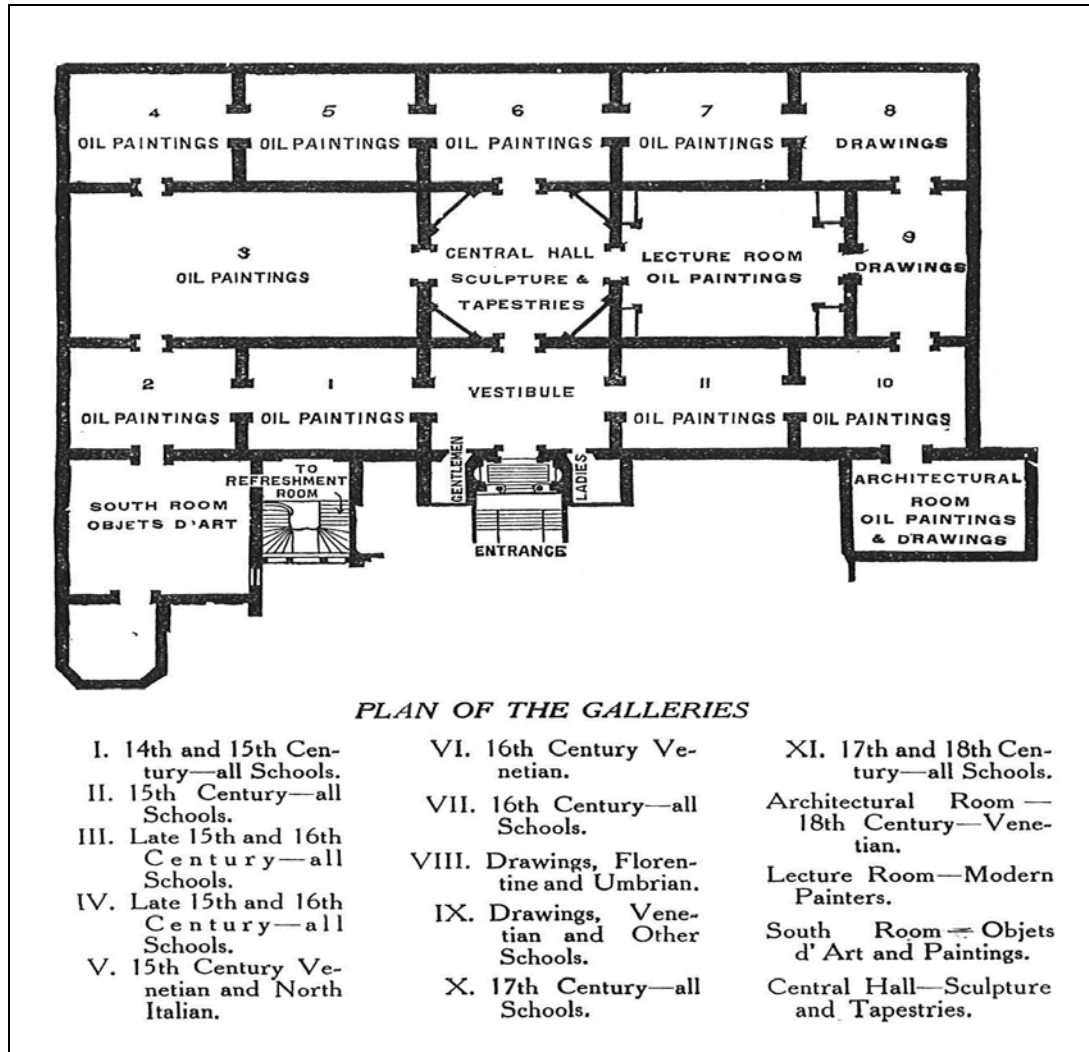 4
OIL PAINTINGS
5
OIL PAINTINGS
6
OIL PAINTINGS
7
OIL PAINTINGS
8
DRAWINGS
3
OIL PAINTINGS
CENTRAL HALL
SCULPTURE &
TAPESTRIES
LECTURE ROOM
OIL PAINTINGS
9
DRAWINGS
2
OIL PAINTINGS
1
OIL PAINTINGS
VESTIBULE
11
OIL PAINTINGS
10
OIL PAINTINGS
SOUTH ROOM
OBJETS D'ART
TO
REFRESHMENT
ROOM
GENTLEMEN
LADIES
ENTRANCE
ARCHITECTURAL
ROOM
OIL PAINTINGS
& DRAWINGS
PLAN OF THE GALLERIES
I. 14th and 15th Cen-
tury—all Schools.
II. 15th Century—all
Schools.
III. Late 15th and 16th
Century—all
Schools.
IV. Late 15th and 16th
Century—all
Schools.
V. 15th Century Ve-
netian and North
Italian.
VI. 16th Century Ve-
netian.
VII. 16th Century—all
Schools.
VIII. Drawings, Floren-
tine and Umbrian.
IX. Drawings, Vene-
tian and Other
Schools.
X. 17th Century—all
Schools.
XI. 17th and 18th Cen-
tury—all Schools.
Architectural Room —
18th Century—Vene-
tian.
Lecture Room—Modern
Painters.
South Room — Objets
d' Art and Paintings.
Central Hall—Sculpture
and Tapestries.